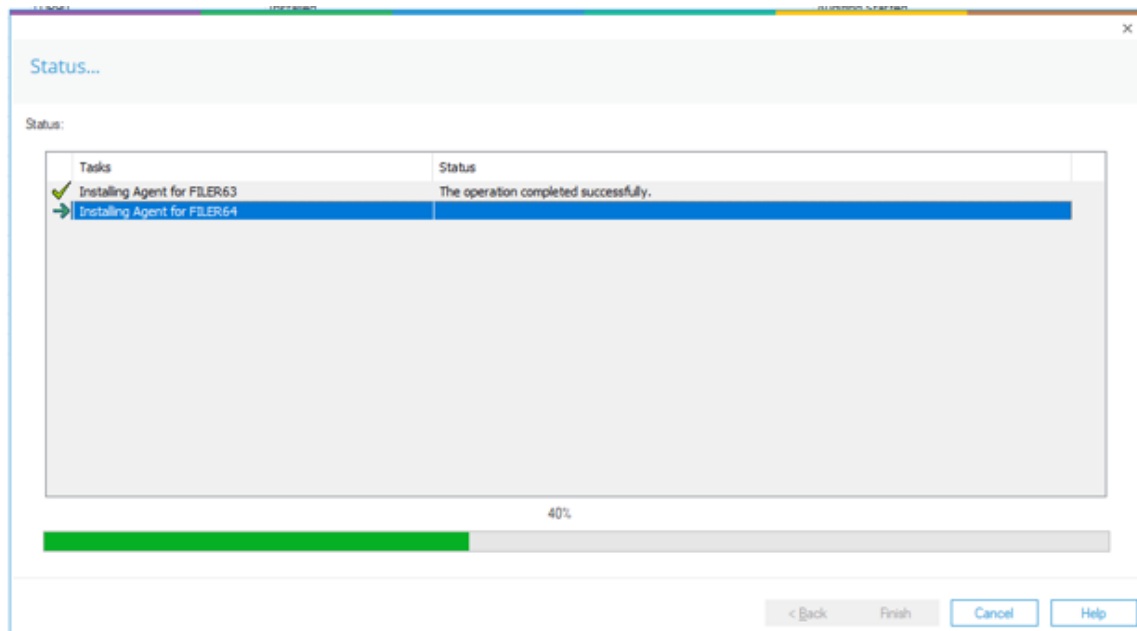 Installed
×
Status...
Status:
Tasks Status
Installing Agent for FILER63 The operation completed successfully.
Installing Agent for FILER64
40%
< Back Finish Cancel Help